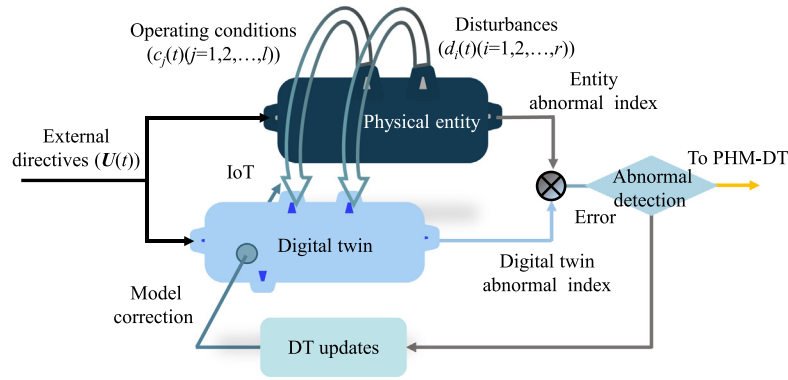 Operating conditions
(cj(t)(j=1,2,…,l))
Disturbances
(di(t)(i=1,2,…,r))
Entity
abnormal index
Physical entity
External
directives (U(t))
IoT
To PHM-DT
Abnormal
detection
Error
Digital twin
Digital twin
abnormal index
Model
correction
DT updates